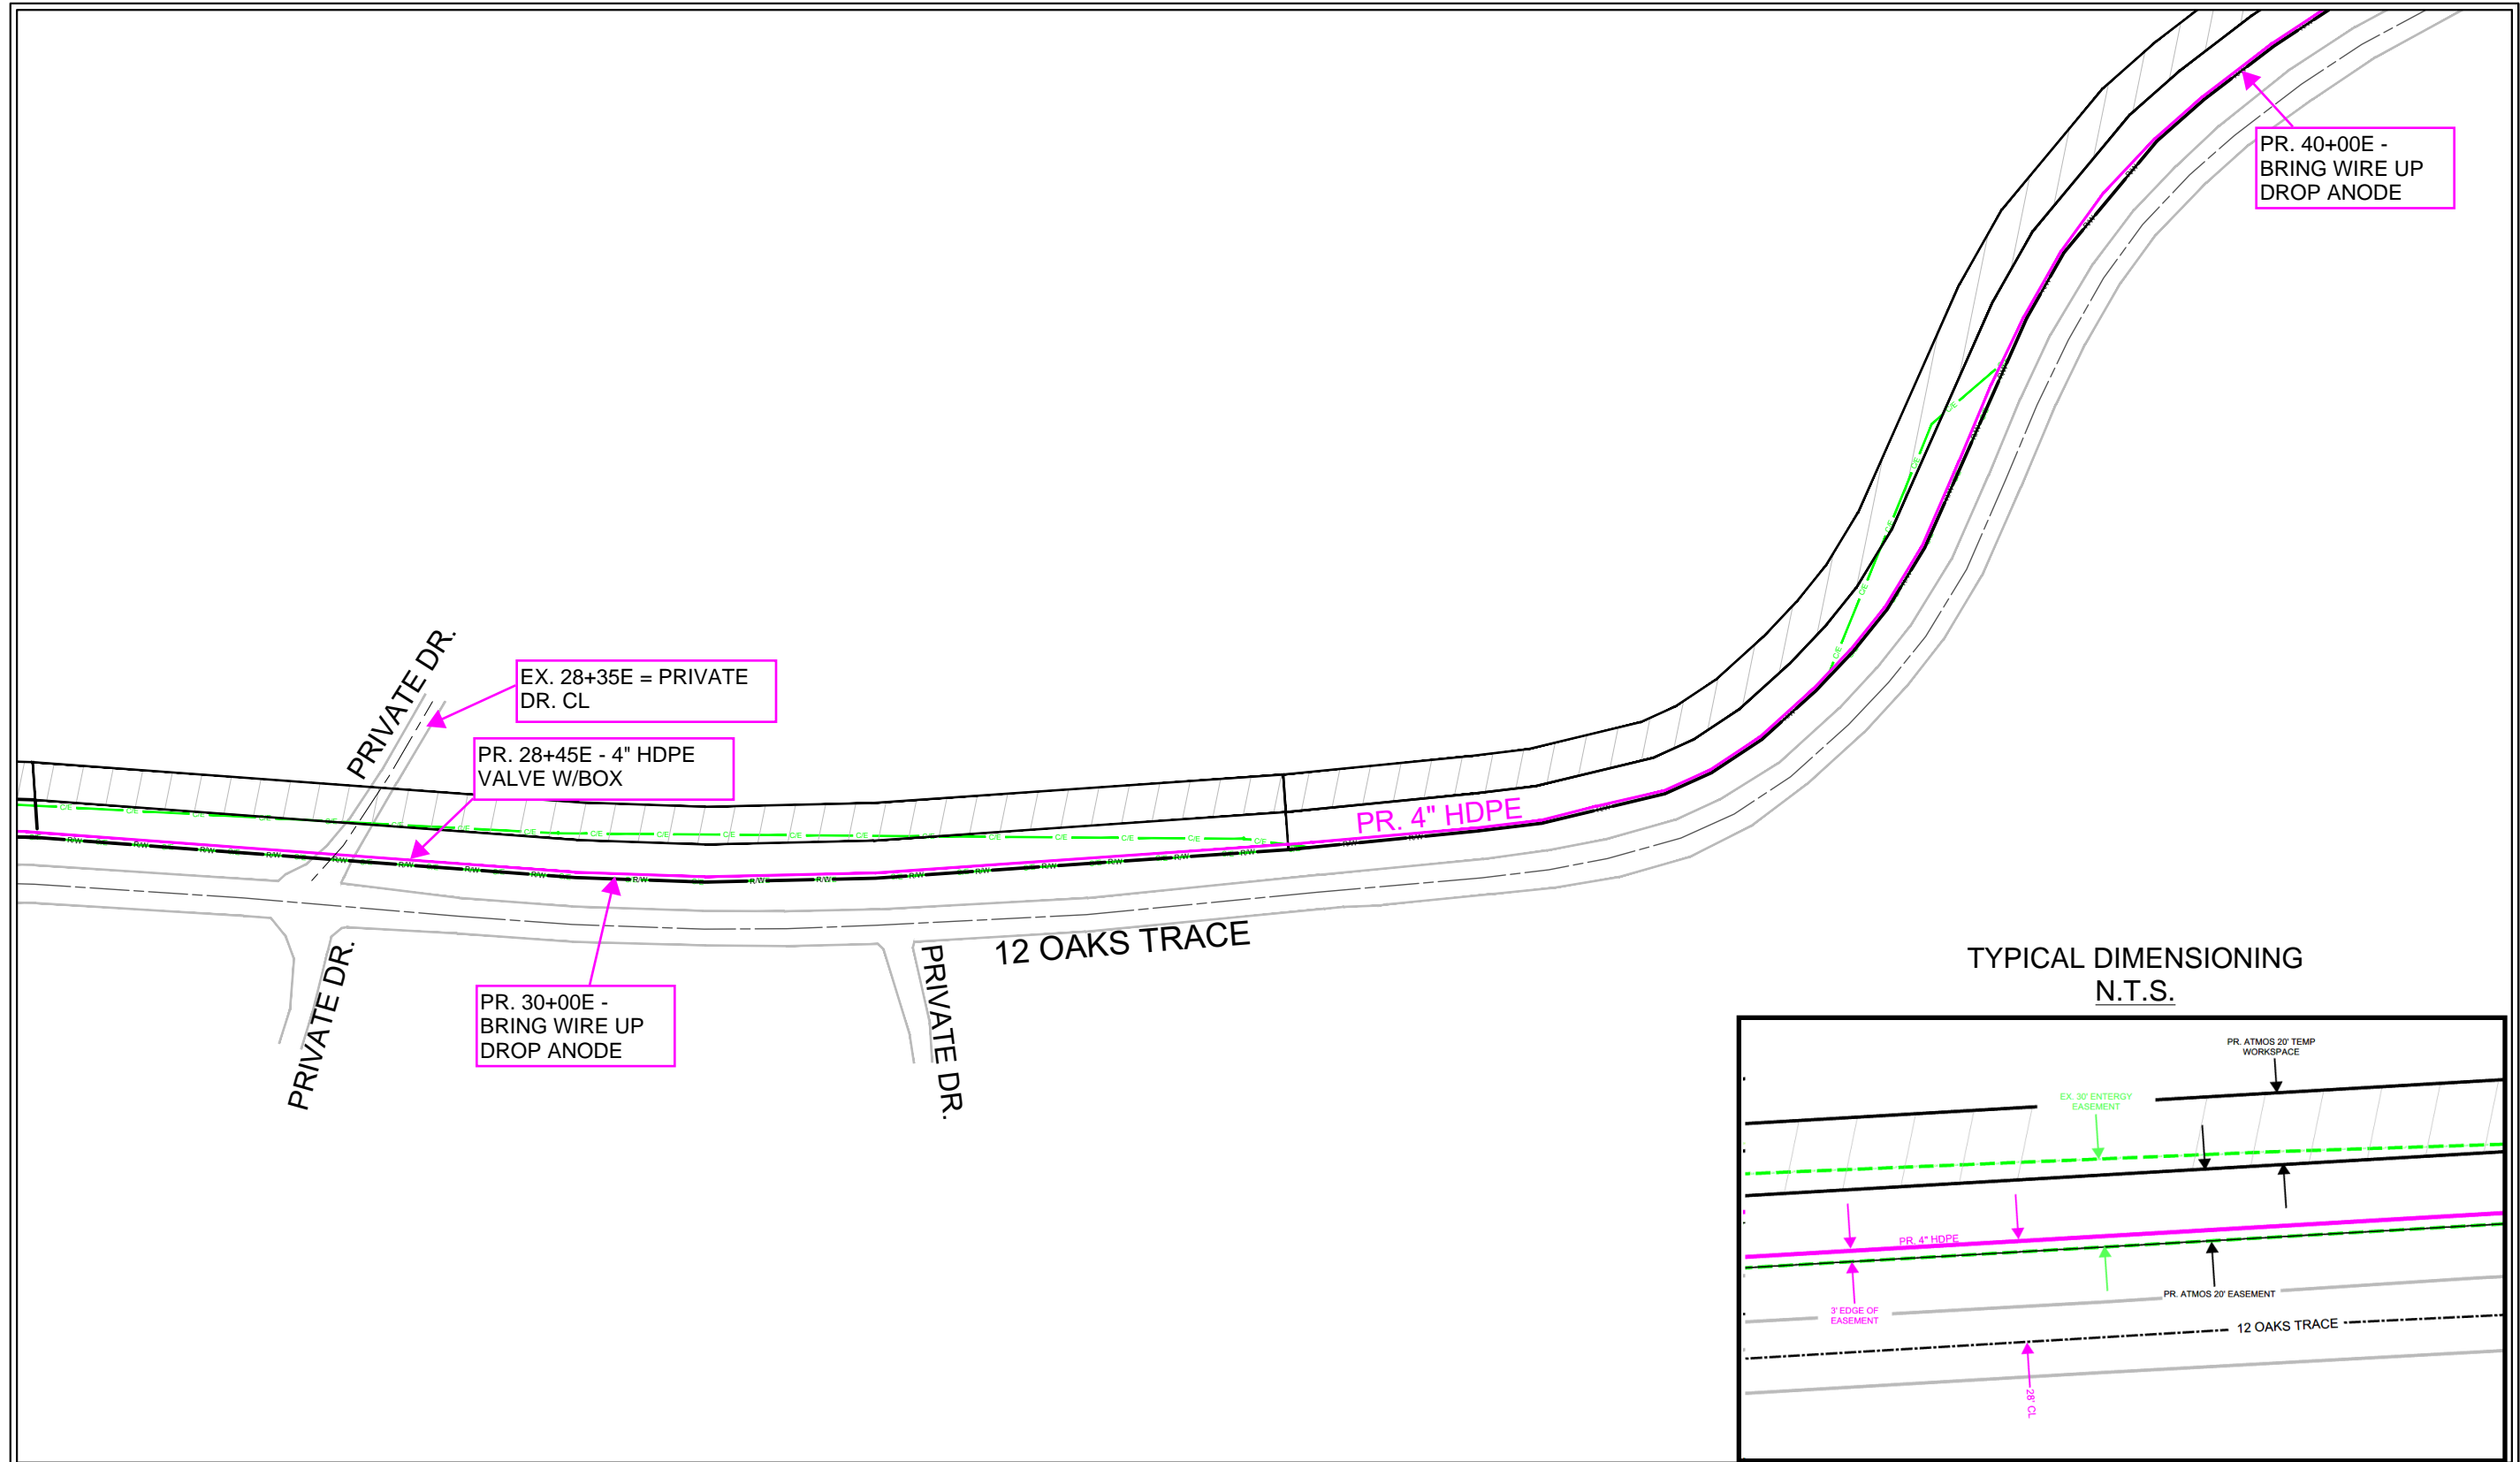 PR. 40+00E -
BRING WIRE UP
DROP ANODE
PRIVATE DR.
EX. 28+35E = PRIVATE
DR. CL
PR. 28+45E - 4" HDPE
VALVE W/BOX
PR. 4" HDPE
12 OAKS TRACE
PRIVATE DR.
PR. 30+00E -
BRING WIRE UP
DROP ANODE
PRIVATE DR.
C/E C/E C/E C/E C/E C/E C/E C/E C/E C/E C/E C/E
R/W R/W R/W R/W R/W R/W R/W R/W R/W R/W R/W R/W
TYPICAL DIMENSIONING
N.T.S.
PR. ATMOS 20' TEMP
WORKSPACE
EX. 30' ENTERGY
EASEMENT
PR. 4" HDPE
3' EDGE OF
EASEMENT
PR. ATMOS 20' EASEMENT
12 OAKS TRACE
28' CL